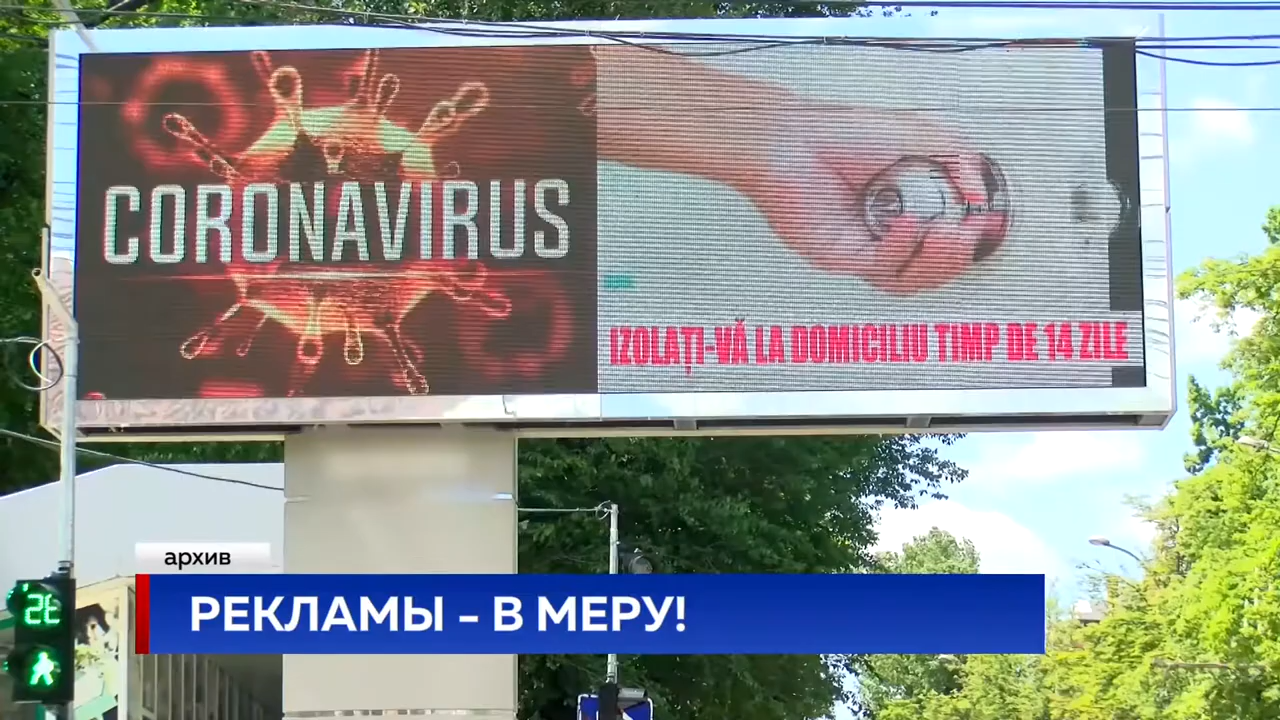 CORONAVIRUS
IZOLAȚI-VĂ LA DOMICILIU TIMP DE 14 ZILE
архив
РЕКЛАМЫ - В МЕРУ!
26